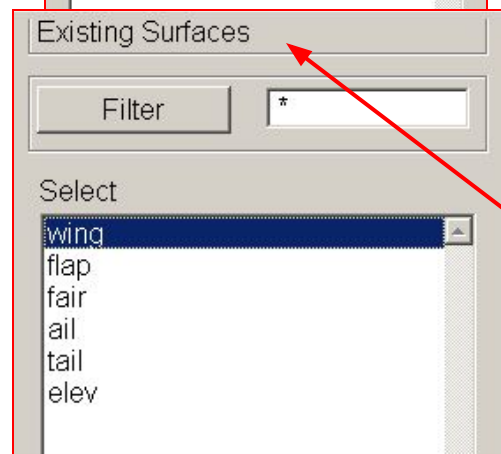 Existing Surfaces
Filter
*
Select
wing
flap
fair
ail
tail
elev